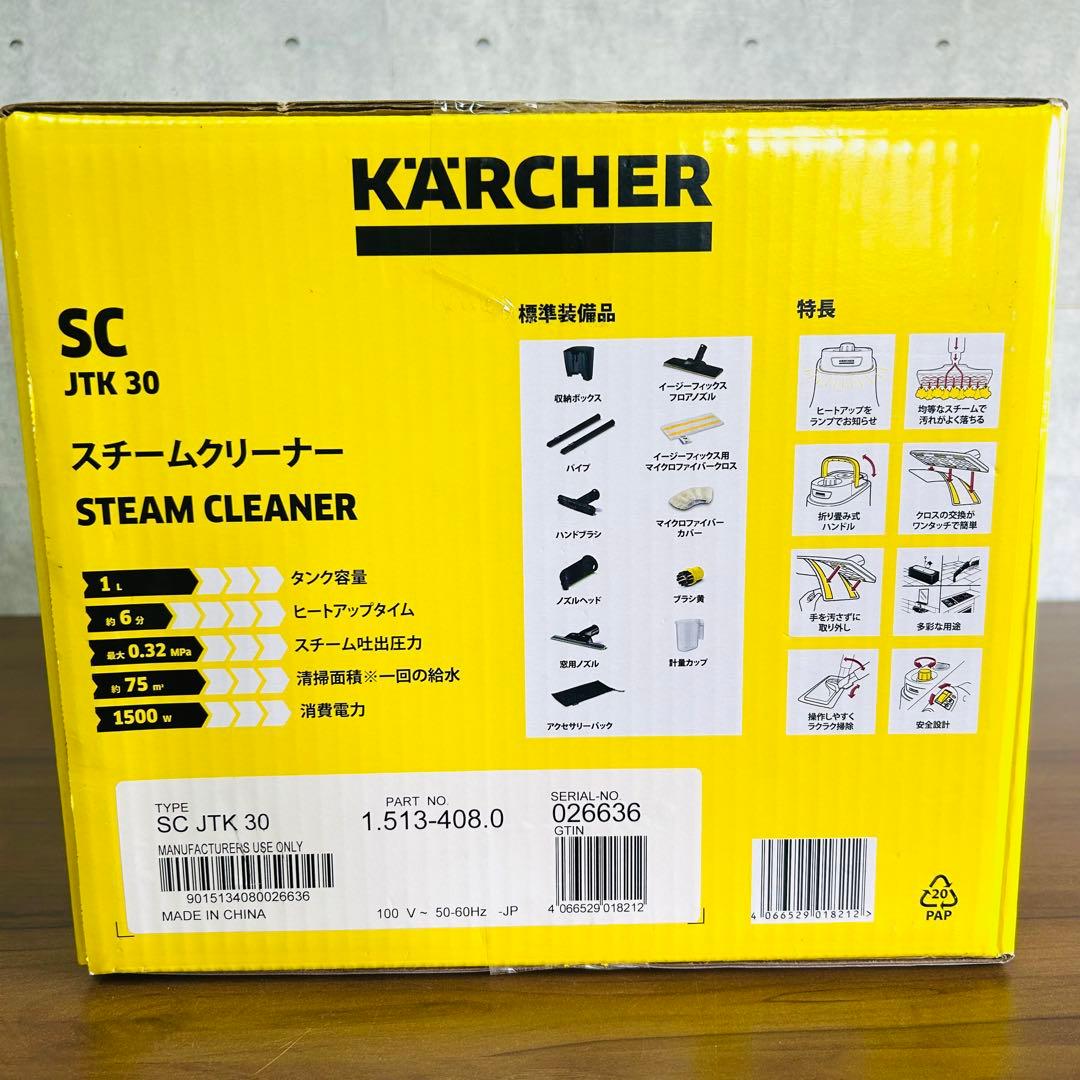 KÄRCHER
SC
JTK 30
スチームクリーナー
STEAM CLEANER
1 L タンク容量
約 6 分 ヒートアップタイム
最大 0.32 MPa スチーム吐出圧力
約 75 m² 清掃面積※一回の給水
1500 W 消費電力
標準装備品
収納ボックス
イージーフィックス
フロアノズル
パイプ
イージーフィックス用
マイクロファイバークロス
ハンドブラシ
マイクロファイバー
カバー
ノズルヘッド
ブラシ黄
窓用ノズル
計量カップ
アクセサリーバック
特長
ヒートアップを
ランプでお知らせ
均等なスチームで
汚れがよく落ちる
折り畳み式
ハンドル
クロスの交換が
ワンタッチで簡単
手を汚さずに
取り外し
多彩な用途
操作しやすく
ラクラク掃除
安全設計
TYPE
SC JTK 30
PART NO.
1.513-408.0
SERIAL-NO.
026636
GTIN
MANUFACTURERS USE ONLY
9015134080026636
MADE IN CHINA
100 V~ 50-60Hz -JP
4 066529 018212
4 066529 018212 >
20
PAP